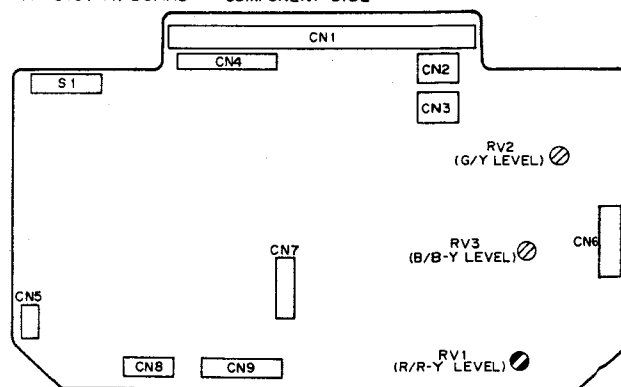 COMPONENT SIDE
CN1
CN4
CN2
S1
CN3
RV2
(G/Y LEVEL)
RV3
(B/B-Y LEVEL)
CN6
CN7
CN5
RV1
(R/R-Y LEVEL)
CN8
CN9